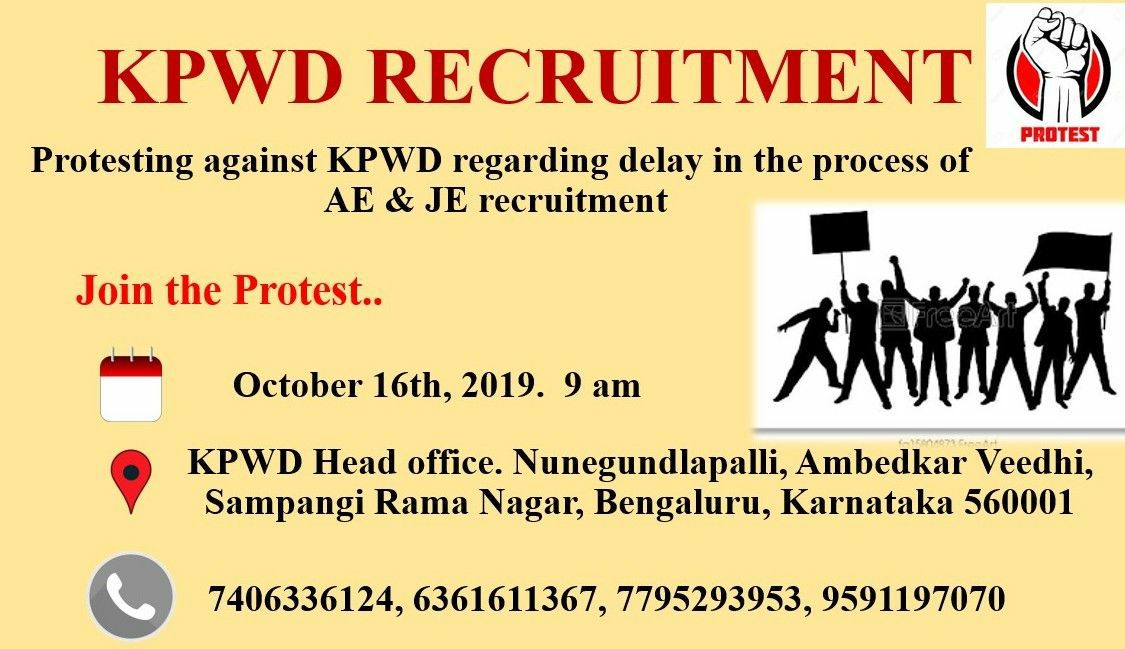 KPWD RECRUITMENT
PROTEST
Protesting against KPWD regarding delay in the process of
AE & JE recruitment
Join the Protest..
October 16th, 2019. 9 am
FreeArt
KPWD Head office. Nunegundlapalli, Ambedkar Veedhi,
Sampangi Rama Nagar, Bengaluru, Karnataka 560001
7406336124, 6361611367, 7795293953, 9591197070